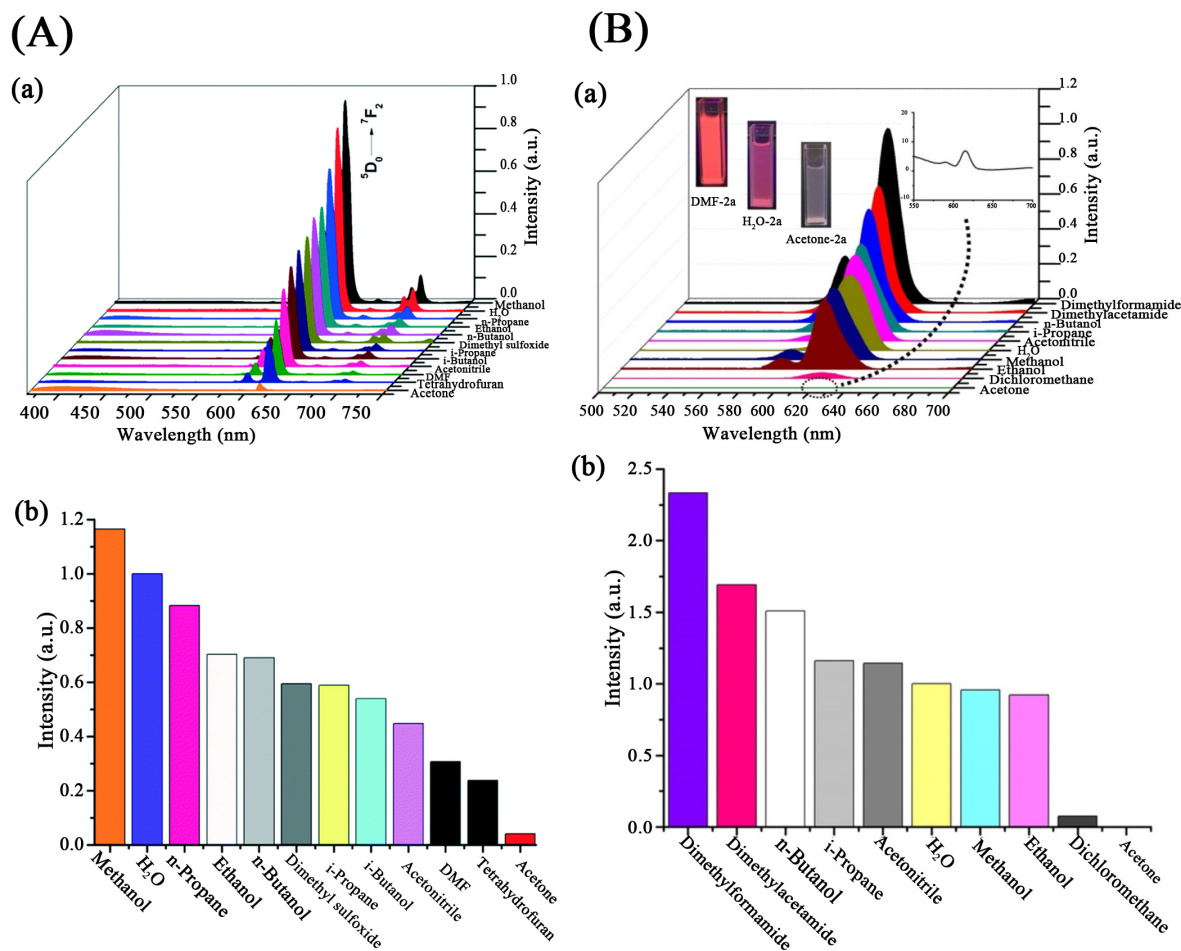 (A)
(B)
(a)
1.0
0.8
0.6
0.4
0.2
0.0
Intensity (a.u.)
⁵D₀ → ⁷F₂
Methanol
H₂O
n-Propane
Ethanol
n-Butanol
Dimethyl sulfoxide
i-Propane
i-Butanol
Acetonitrile
DMF
Tetrahydrofuran
Acetone
400 450 500 550 600 650 700 750
Wavelength (nm)
(a)
1.2
1.0
0.8
0.6
0.4
0.2
0.0
Intensity (a.u.)
DMF-2a
H₂O-2a
Acetone-2a
20
10
0
-10
550 600 650 700
Dimethylformamide
Dimethylacetamide
n-Butanol
i-Propane
Acetonitrile
H₂O
Methanol
Ethanol
Dichloromethane
Acetone
500 520 540 560 580 600 620 640 660 680 700
Wavelength (nm)
(b)
1.2
1.0
0.8
0.6
0.4
0.2
0.0
Intensity (a.u.)
Methanol
H₂O
n-Propane
Ethanol
n-Butanol
Dimethyl sulfoxide
i-Propane
i-Butanol
Acetonitrile
DMF
Tetrahydrofuran
Acetone
(b)
2.5
2.5
1.5
1.0
0.5
0.0
Intensity (a.u.)
Dimethylformamide
Dimethylacetamide
n-Butanol
i-Propane
Acetonitrile
H₂O
Methanol
Ethanol
Dichloromethane
Acetone